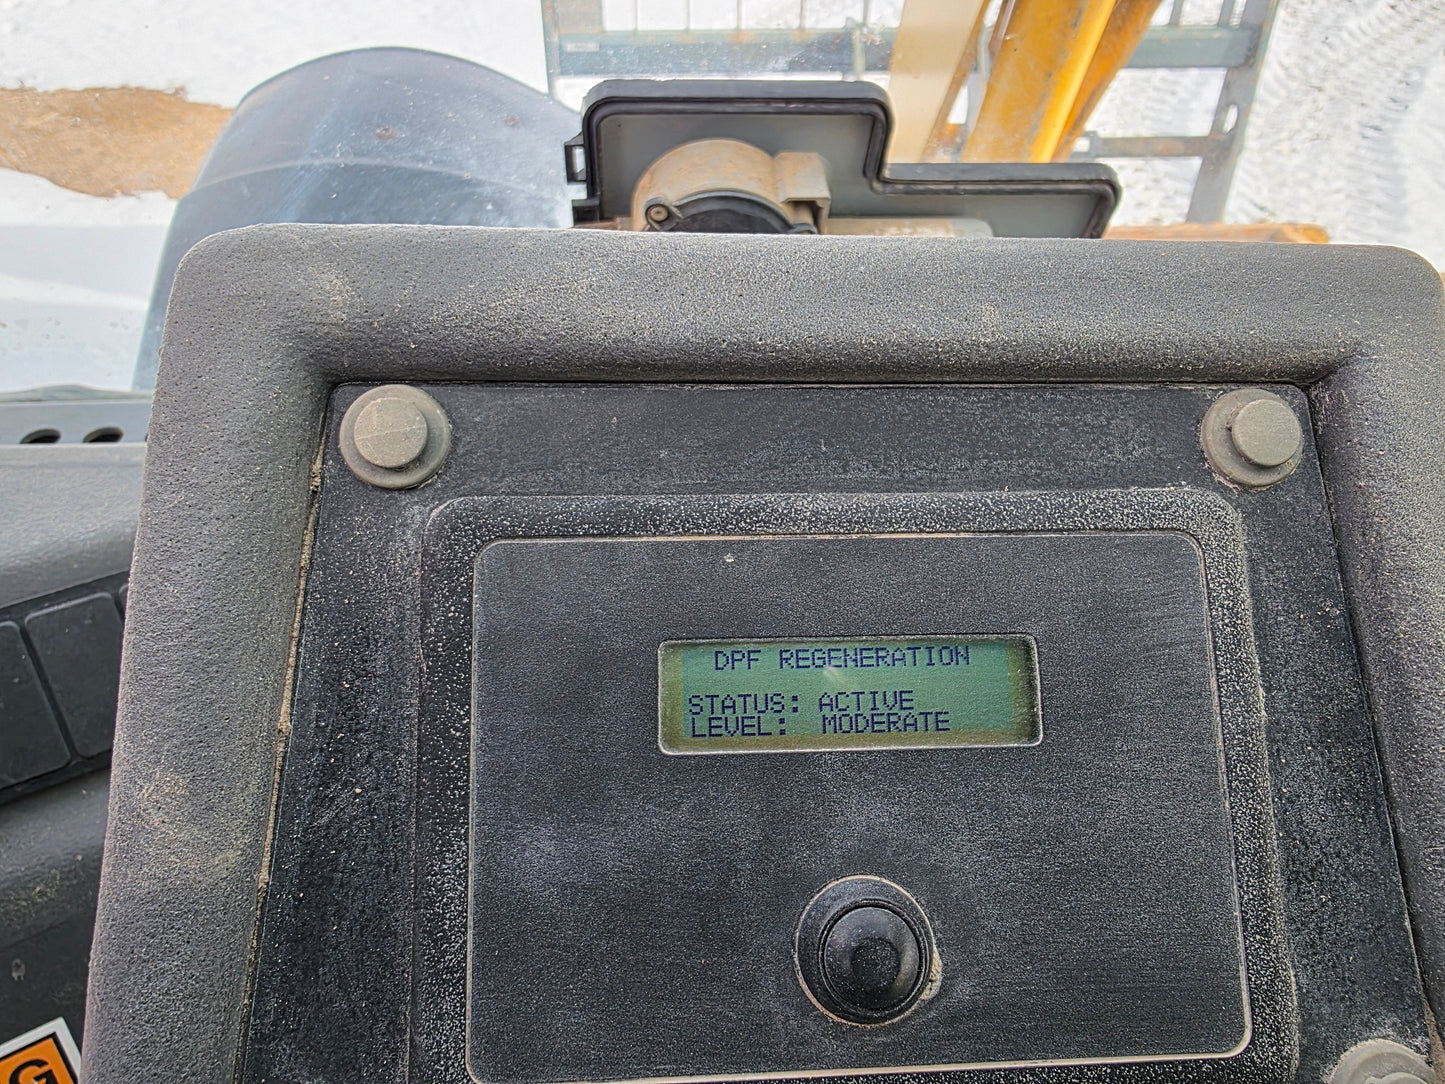 DPF REGENERATION
STATUS: ACTIVE
LEVEL: MODERATE
G